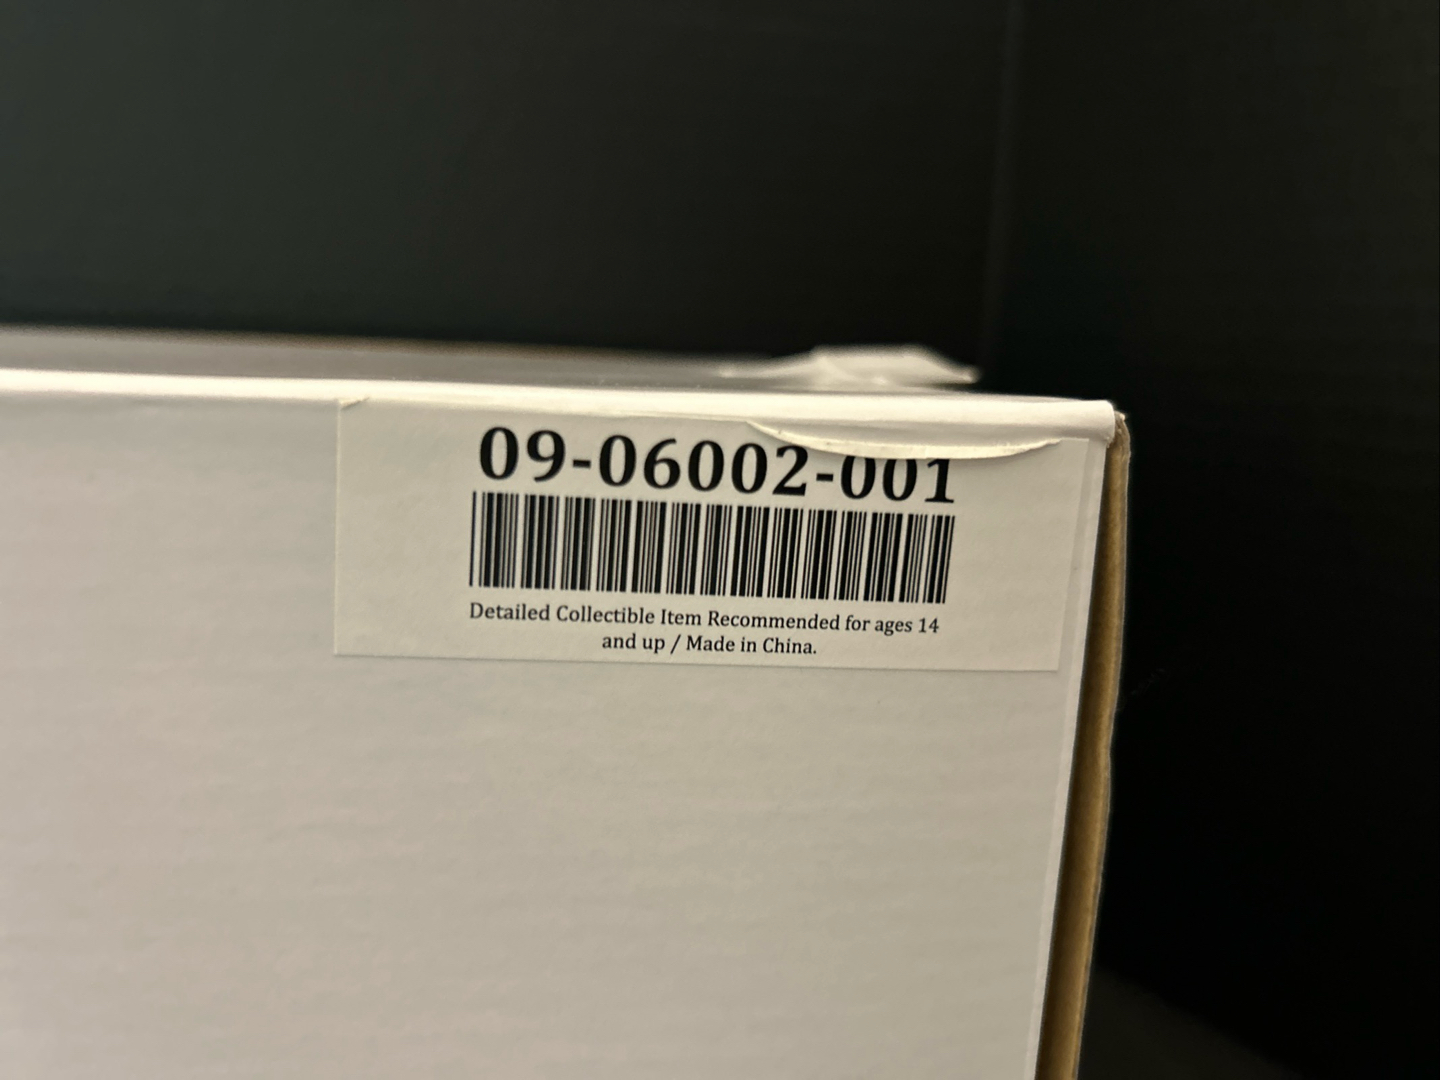 09-06002-001
Detailed Collectible Item Recommended for ages 14
and up / Made in China.